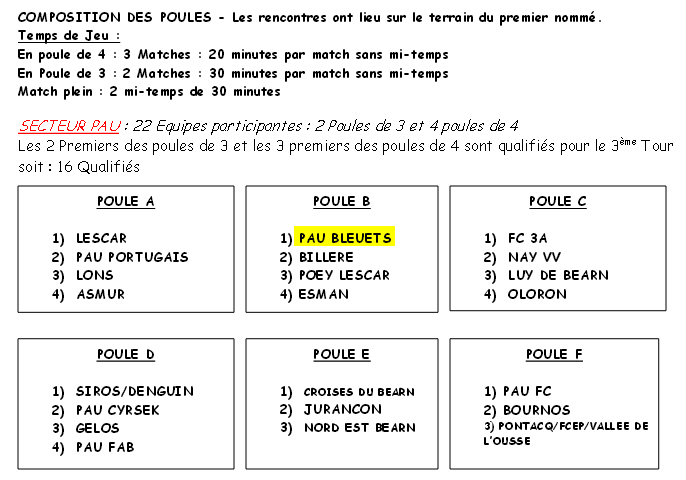 COMPOSITION DES POULES - Les rencontres ont lieu sur le terrain du premier nommé.
Temps de Jeu :
En poule de 4 : 3 Matches : 20 minutes par match sans mi-temps
En Poule de 3 : 2 Matches : 30 minutes par match sans mi-temps
Match plein : 2 mi-temps de 30 minutes
SECTEUR PAU : 22 Equipes participantes : 2 Poules de 3 et 4 poules de 4
Les 2 Premiers des poules de 3 et les 3 premiers des poules de 4 sont qualifiés pour le 3ème Tour
soit : 16 Qualifiés
POULE A
1) LESCAR
2) PAU PORTUGAIS
3) LONS
4) ASMUR
POULE B
1) PAU BLEUETS
2) BILLERE
3) POEY LESCAR
4) ESMAN
POULE C
1) FC 3A
2) NAY VV
3) LUY DE BEARN
4) OLORON
POULE D
1) SIROS/DENGUIN
2) PAU CYRSEK
3) GELOS
4) PAU FAB
POULE E
1) CROISES DU BEARN
2) JURANCON
3) NORD EST BEARN
POULE F
1) PAU FC
2) BOURNOS
3) PONTACQ/FCEP/VALLEE DE
L'OUSSE